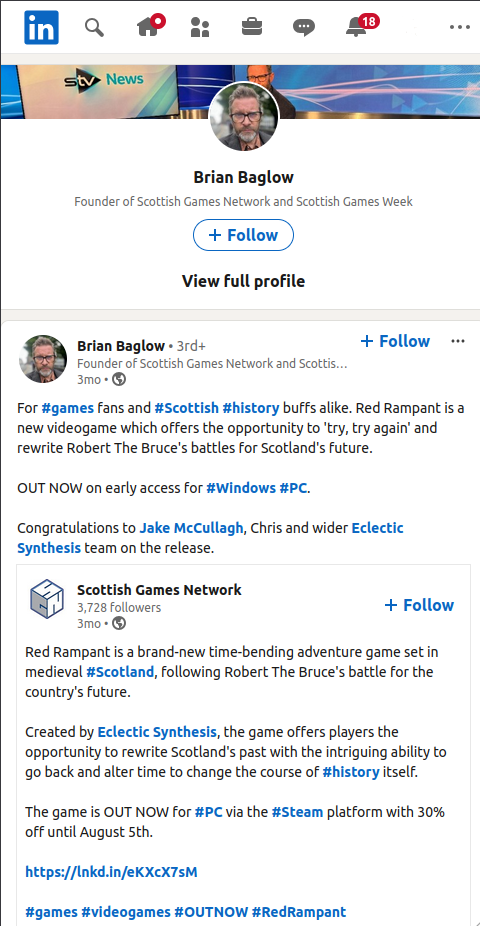 in
18
stv News
Brian Baglow
Founder of Scottish Games Network and Scottish Games Week
+ Follow
View full profile
Brian Baglow • 3rd+
+ Follow
Founder of Scottish Games Network and Scottis...
3mo •
For #games fans and #Scottish #history buffs alike. Red Rampant is a
new videogame which offers the opportunity to 'try, try again' and
rewrite Robert The Bruce's battles for Scotland's future.
OUT NOW on early access for #Windows #PC.
Congratulations to Jake McCullagh, Chris and wider Eclectic
Synthesis team on the release.
Scottish Games Network
3,728 followers
+ Follow
3mo •
Red Rampant is a brand-new time-bending adventure game set in
medieval #Scotland, following Robert The Bruce's battle for the
country's future.
Created by Eclectic Synthesis, the game offers players the
opportunity to rewrite Scotland's past with the intriguing ability to
go back and alter time to change the course of #history itself.
The game is OUT NOW for #PC via the #Steam platform with 30%
off until August 5th.
https://lnkd.in/eKXcX7sM
#games #videogames #OUTNOW #RedRampant